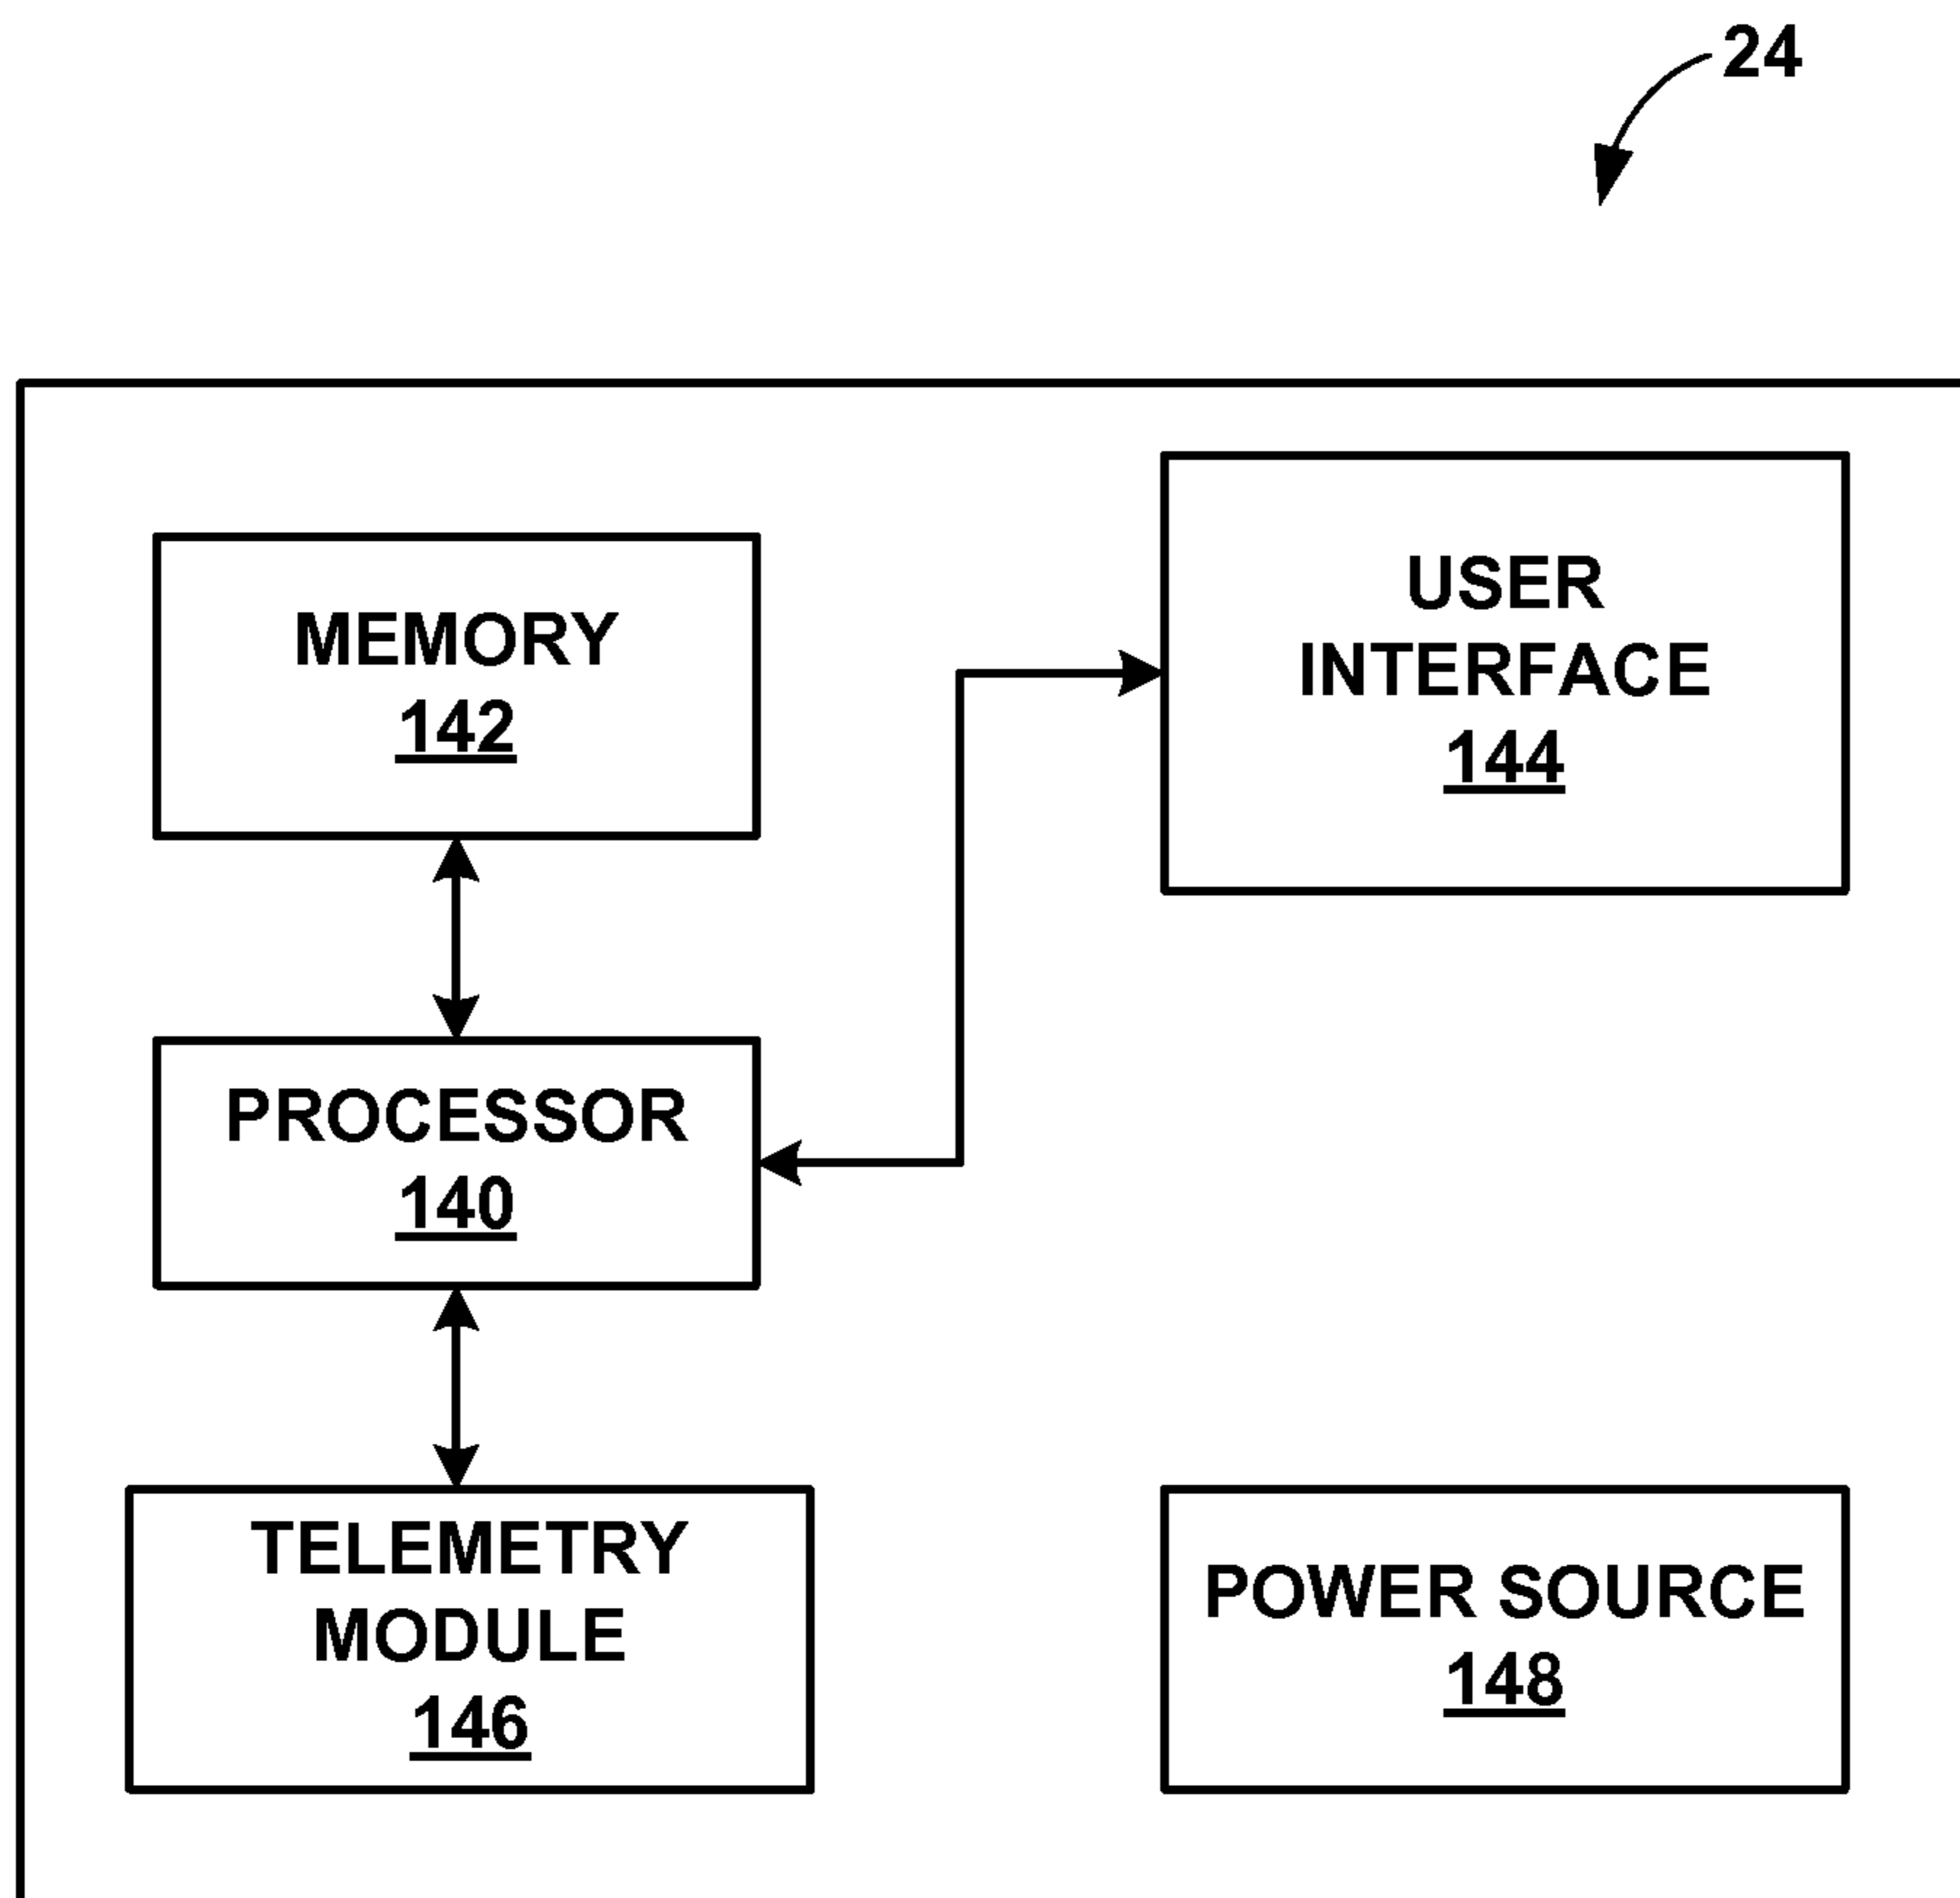 24
MEMORY
142
USER
INTERFACE
144
PROCESSOR
140
TELEMETRY
MODULE
146
POWER SOURCE
148